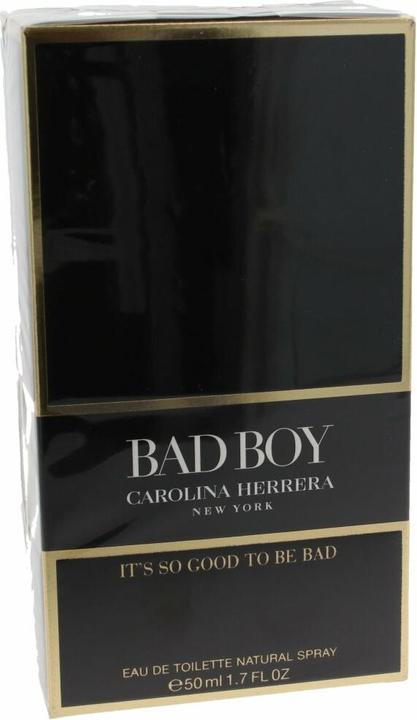 BAD BOY
CAROLINA HERRERA
NEW YORK
IT'S SO GOOD TO BE BAD
EAU DE TOILETTE NATURAL SPRAY
℮50 ml 1.7 FL OZ